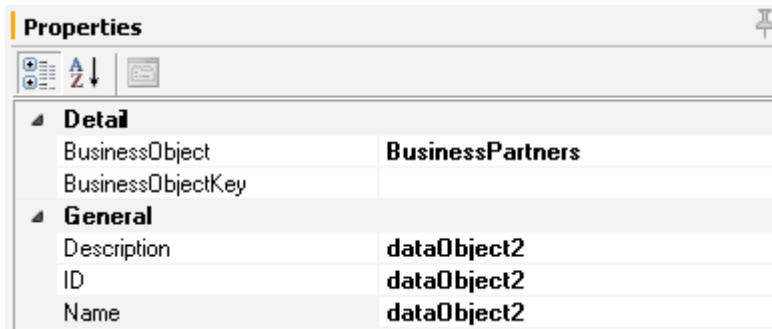 Properties
A
Z
Detail
BusinessObject BusinessPartners
BusinessObjectKey
General
Description dataObject2
ID dataObject2
Name dataObject2